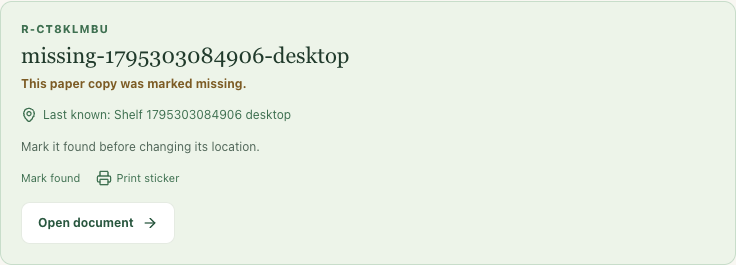 R-CT8KLMBU
missing-1795303084906-desktop
This paper copy was marked missing.
Last known: Shelf 1795303084906 desktop
Mark it found before changing its location.
Mark found Print sticker
Open document